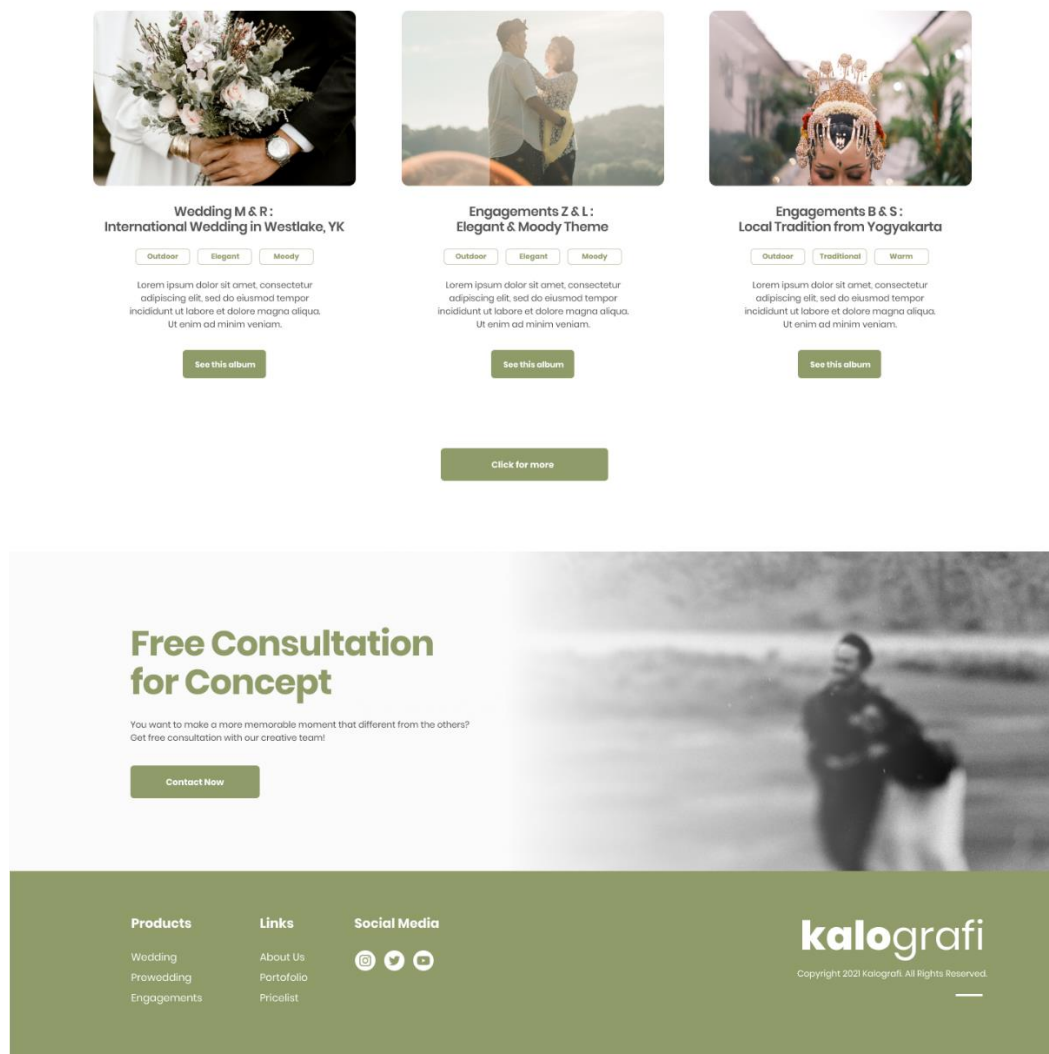 Wedding M & R :
International Wedding in Westlake, YK
Outdoor
Elegant
Moody
Lorem ipsum dolor sit amet, consectetur
adipiscing elit, sed do eiusmod tempor
incididunt ut labore et dolore magna aliqua.
Ut enim ad minim veniam.
See this album
Engagements Z & L :
Elegant & Moody Theme
Outdoor
Elegant
Moody
Lorem ipsum dolor sit amet, consectetur
adipiscing elit, sed do eiusmod tempor
incididunt ut labore et dolore magna aliqua.
Ut enim ad minim veniam.
See this album
Engagements B & S :
Local Tradition from Yogyakarta
Outdoor
Traditional
Warm
Lorem ipsum dolor sit amet, consectetur
adipiscing elit, sed do eiusmod tempor
incididunt ut labore et dolore magna aliqua.
Ut enim ad minim veniam.
See this album
Click for more
Free Consultation
for Concept
You want to make a more memorable moment that different from the others?
Get free consultation with our creative team!
Contact Now
Products
Wedding
Prewedding
Engagements
Links
About Us
Portofolio
Pricelist
Social Media
kalografi
Copyright 2021 Kalografi. All Rights Reserved.